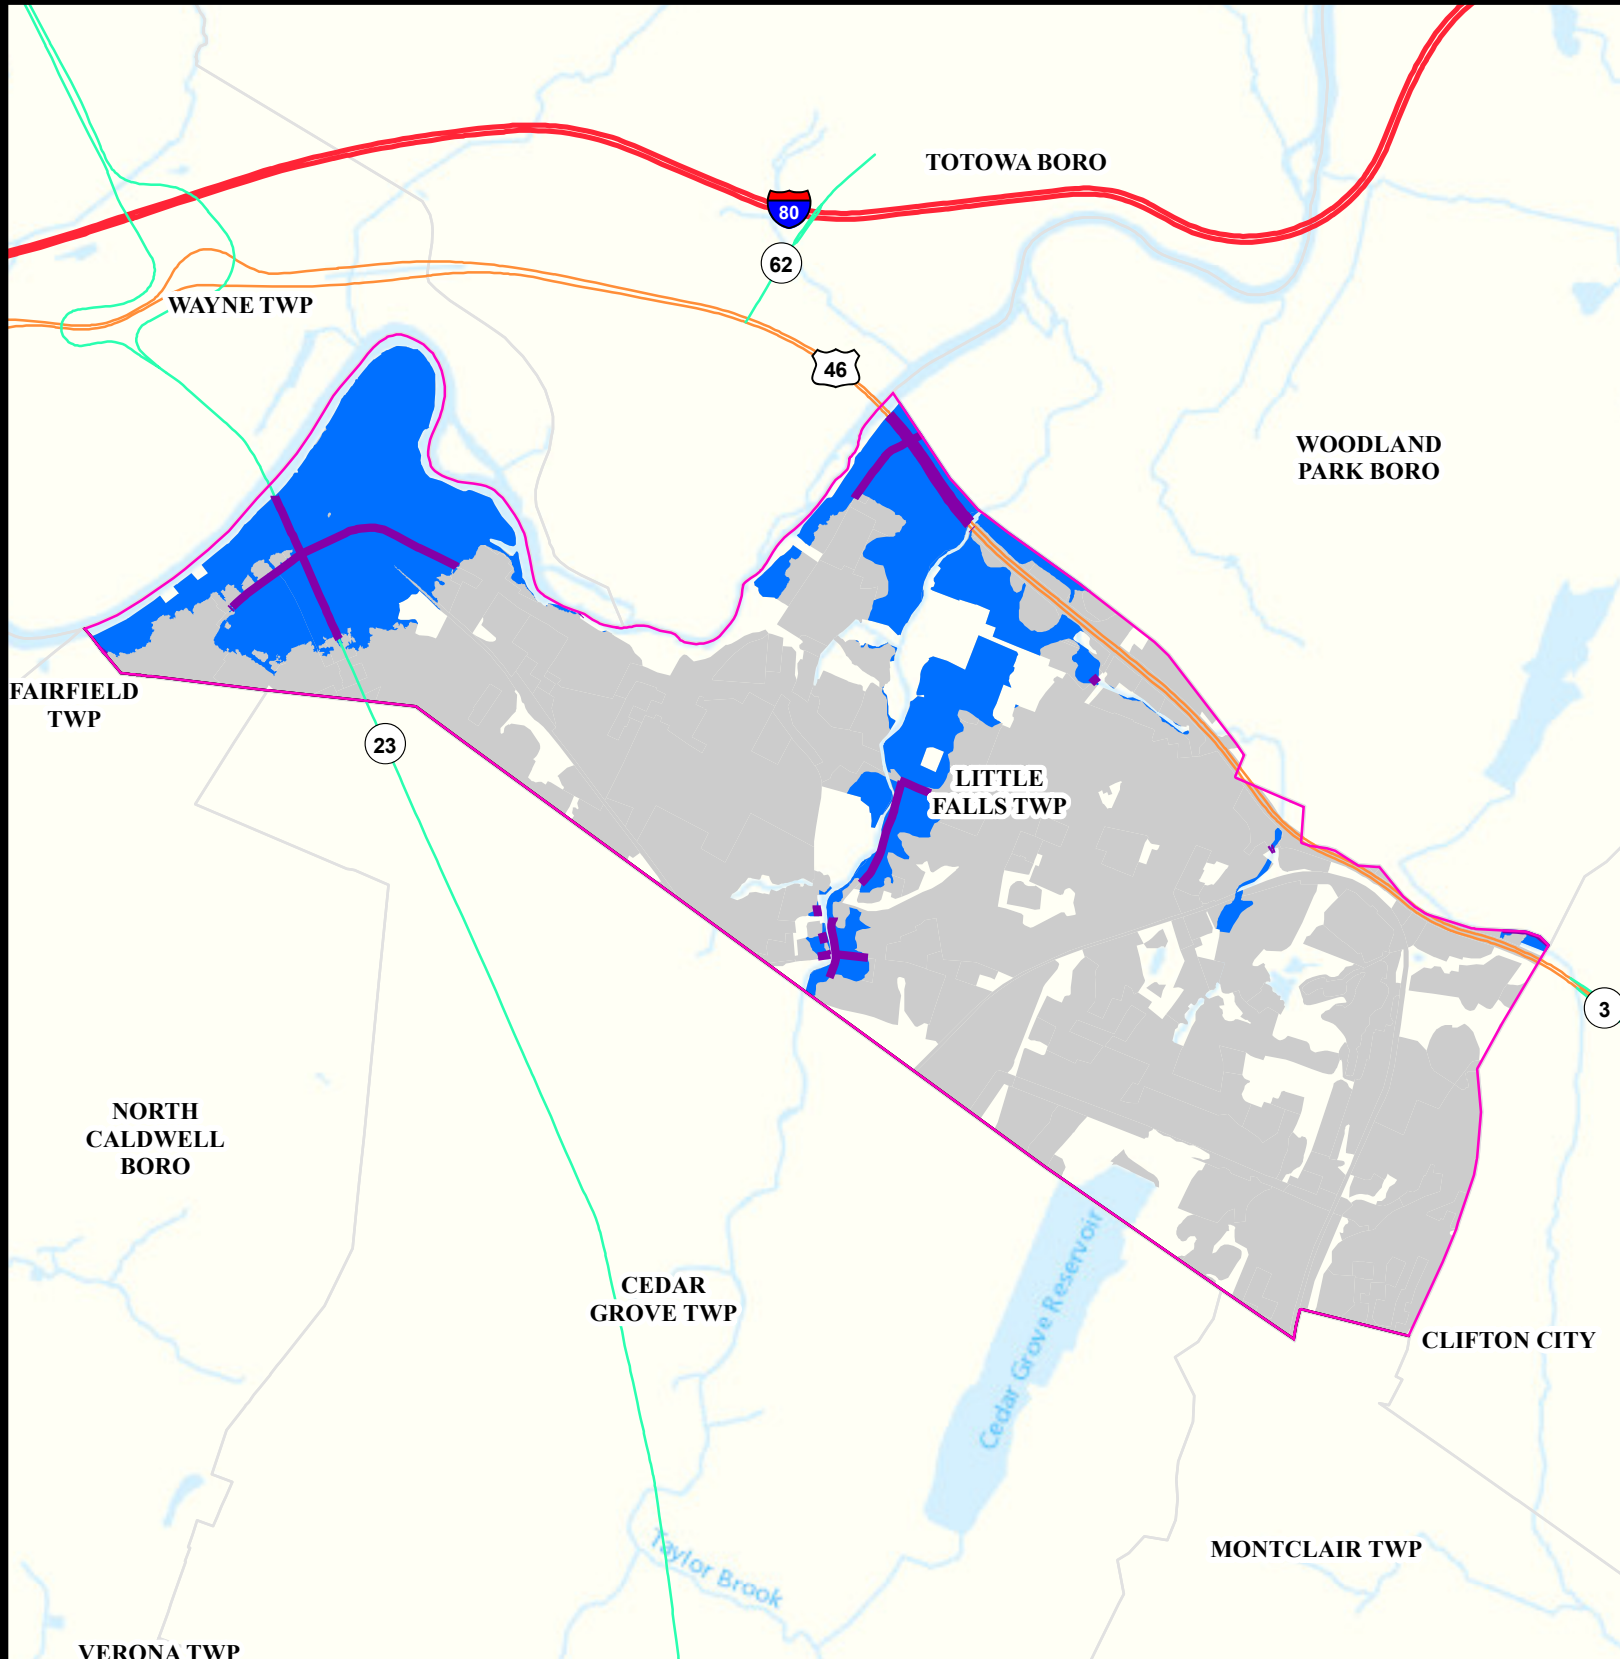 TOTOWA BORO
80
62
WAYNE TWP
46
WOODLAND
PARK BORO
FAIRFIELD
TWP
23
LITTLE
FALLS TWP
3
NORTH
CALDWELL
BORO
Cedar Grove Reservoir
CEDAR
GROVE TWP
CLIFTON CITY
MONTCLAIR TWP
Taylor Brook
VERONA TWP